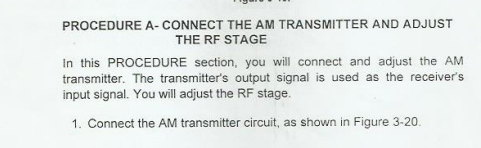 PROCEDURE A- CONNECT THE AM TRANSMITTER AND ADJUST
THE RF STAGE
In this PROCEDURE section, you will connect and adjust the AM
transmitter. The transmitter's output signal is used as the receiver's
input signal. You will adjust the RF stage.
1. Connect the AM transmitter circuit, as shown in Figure 3-20.